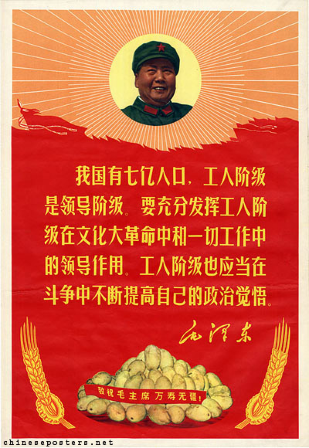 我国有七亿人口，工人阶级
是领导阶级。要充分发挥工人阶
级在文化大革命中和一切工作中
的领导作用。工人阶级也应当在
斗争中不断提高自己的政治觉悟。
毛泽东
敬祝毛主席万寿无疆！
chineseposters.net